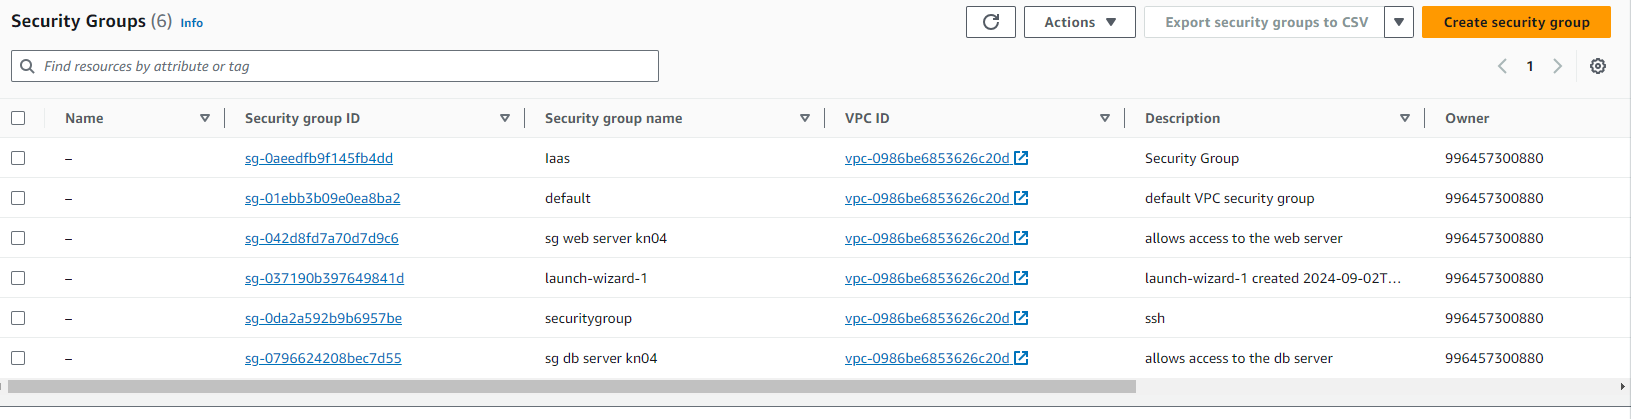 Security Groups (6) Info
Actions
Export security groups to CSV
Create security group
Find resources by attribute or tag
1
Name Security group ID Security group name VPC ID Description Owner
– sg-0aeedfb9f145fb4dd Iaas vpc-0986be6853626c20d Security Group 996457300880
– sg-01ebb3b09e0ea8ba2 default vpc-0986be6853626c20d default VPC security group 996457300880
– sg-042d8fd7a70d7d9c6 sg web server kn04 vpc-0986be6853626c20d allows access to the web server 996457300880
– sg-037190b397649841d launch-wizard-1 vpc-0986be6853626c20d launch-wizard-1 created 2024-09-02T... 996457300880
– sg-0da2a592b9b6957be securitygroup vpc-0986be6853626c20d ssh 996457300880
– sg-0796624208bec7d55 sg db server kn04 vpc-0986be6853626c20d allows access to the db server 996457300880